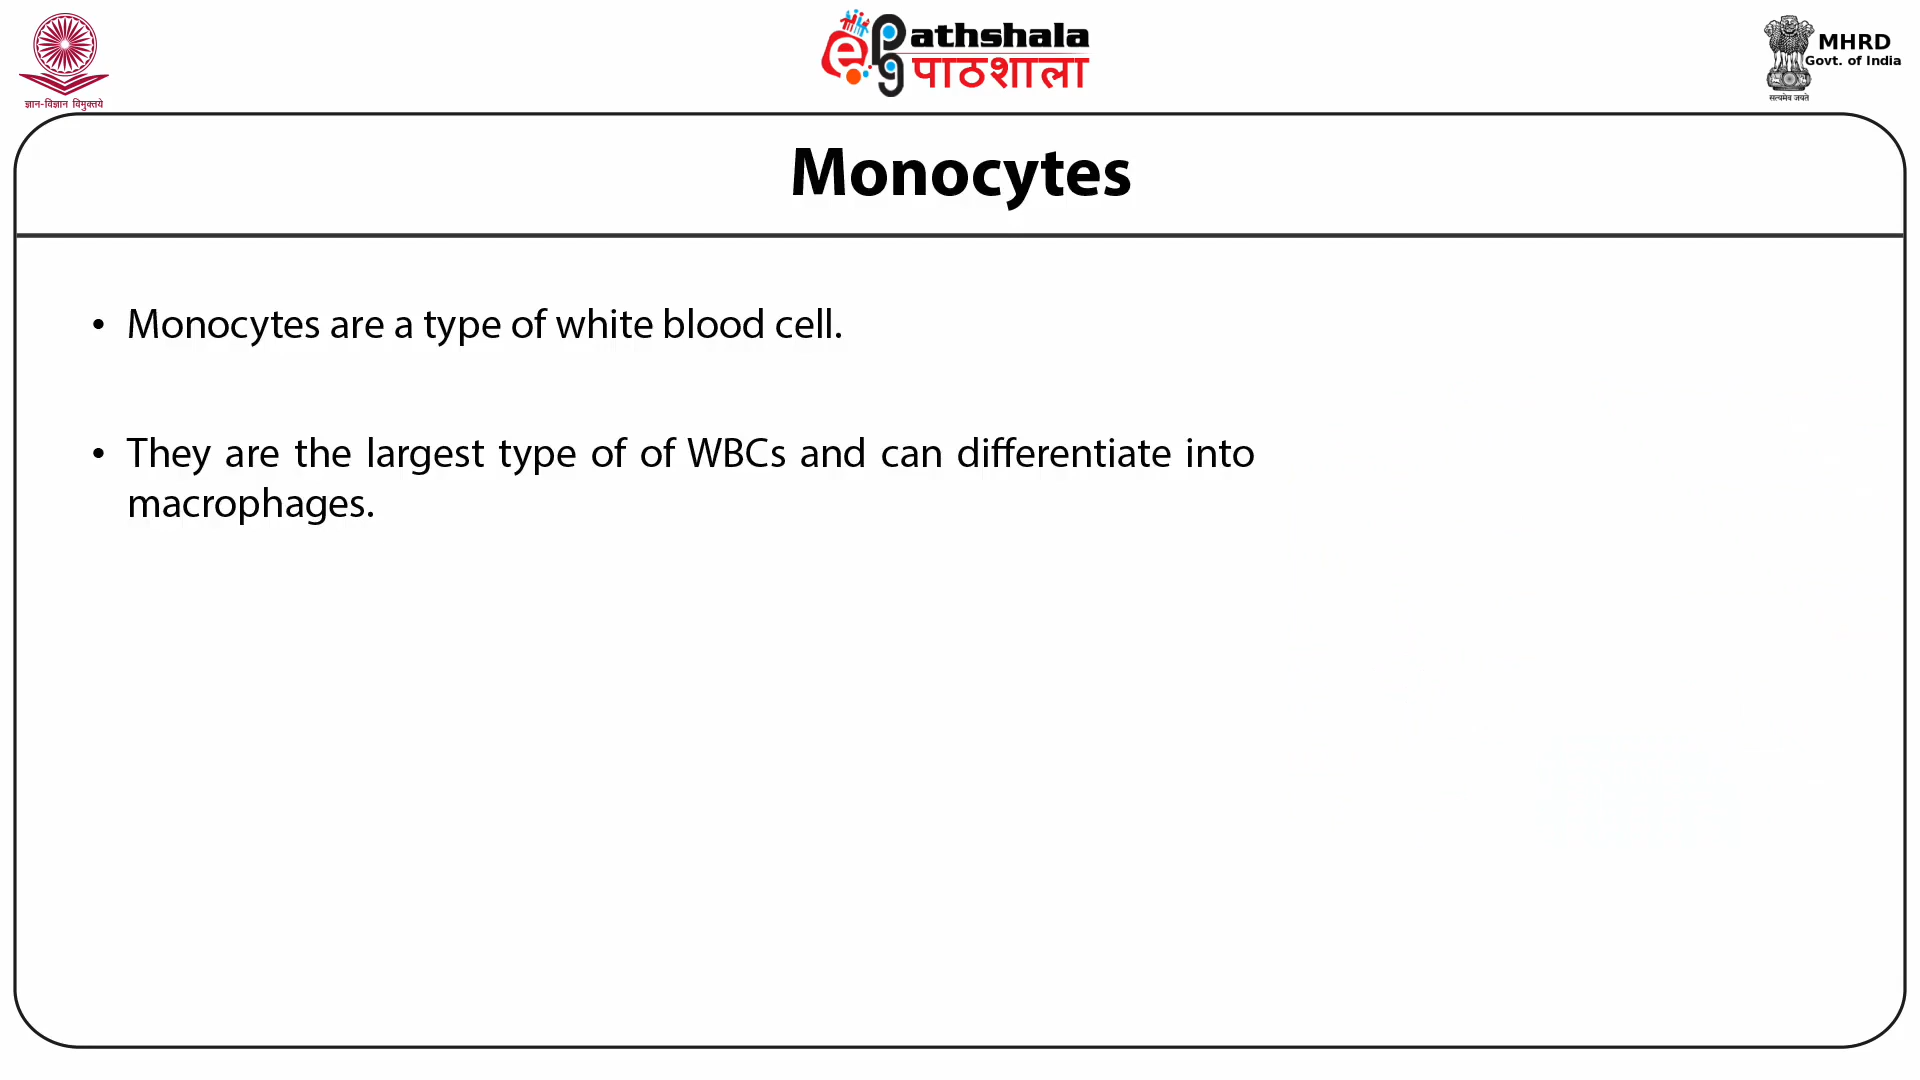 ज्ञान-विज्ञान विमुक्तये
ePGathshala
पाठशाला
MHRD
Govt. of India
सत्यमेव जयते
Monocytes
• Monocytes are a type of white blood cell.
• They are the largest type of of WBCs and can differentiate into
macrophages.